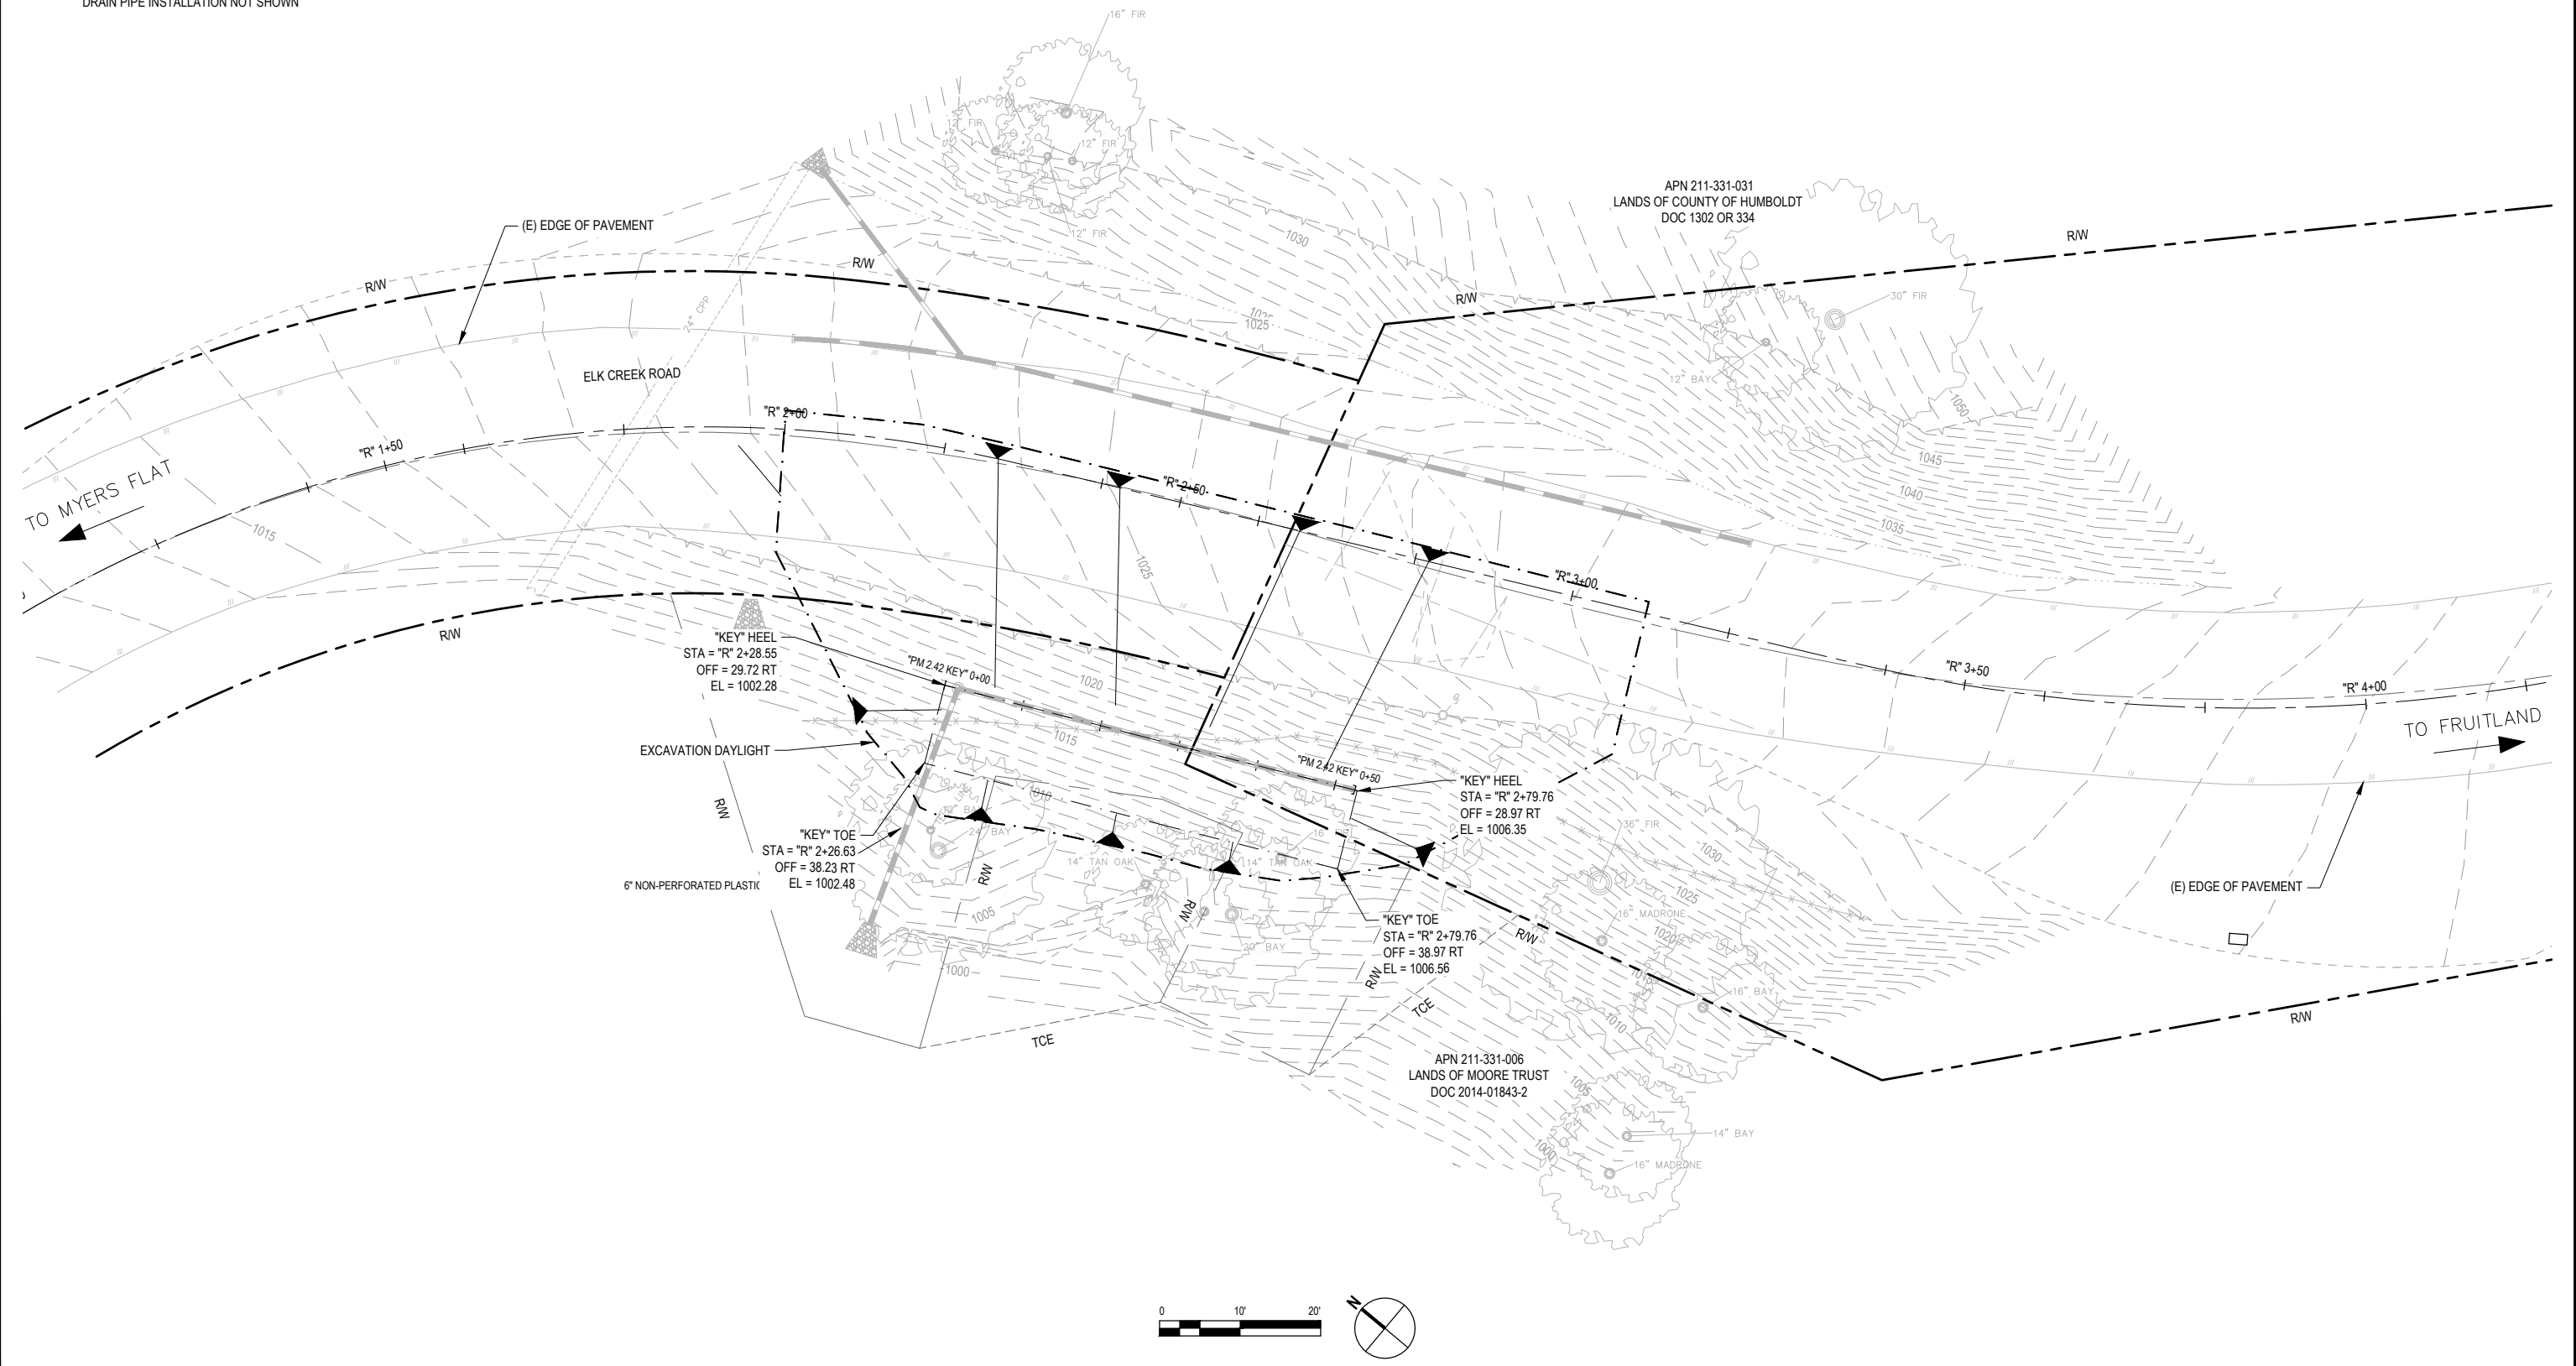 DRAIN PIPE INSTALLATION NOT SHOWN
16" FIR
12" FIR
12" FIR
12" FIR
APN 211-331-031
LANDS OF COUNTY OF HUMBOLDT
DOC 1302 OR 334
(E) EDGE OF PAVEMENT
R/W
R/W
R/W
R/W
1030
1025
1025
30" FIR
24" CPP
ELK CREEK ROAD
12" BAY
1050
1045
1040
1035
"R" 2+00
"R" 1+50
"R" 2+50
"R" 3+00
"R" 3+50
"R" 4+00
TO MYERS FLAT
1015
1025
R/W
"KEY" HEEL
STA = "R" 2+28.55
OFF = 29.72 RT
EL = 1002.28
"PM 2.42 KEY" 0+00
1020
1015
TO FRUITLAND
EXCAVATION DAYLIGHT
"PM 2.42 KEY" 0+50
"KEY" HEEL
STA = "R" 2+79.76
OFF = 28.97 RT
EL = 1006.35
R/W
1010
24" BAY
"KEY" TOE
STA = "R" 2+26.63
OFF = 38.23 RT
EL = 1002.48
6" NON-PERFORATED
14" TAN OAK
14" TAN OAK
16" FIR
36" FIR
1030
1025
R/W
R/W
1005
20" BAY
16" MADRONE
1020
"KEY" TOE
STA = "R" 2+79.76
OFF = 38.97 RT
EL = 1006.56
R/W
R/W
(E) EDGE OF PAVEMENT
1000
16" BAY
1010
TCE
TCE
R/W
APN 211-331-006
LANDS OF MOORE TRUST
DOC 2014-01843-2
1005
14" BAY
1000
16" MADRONE
0 10' 20'
N